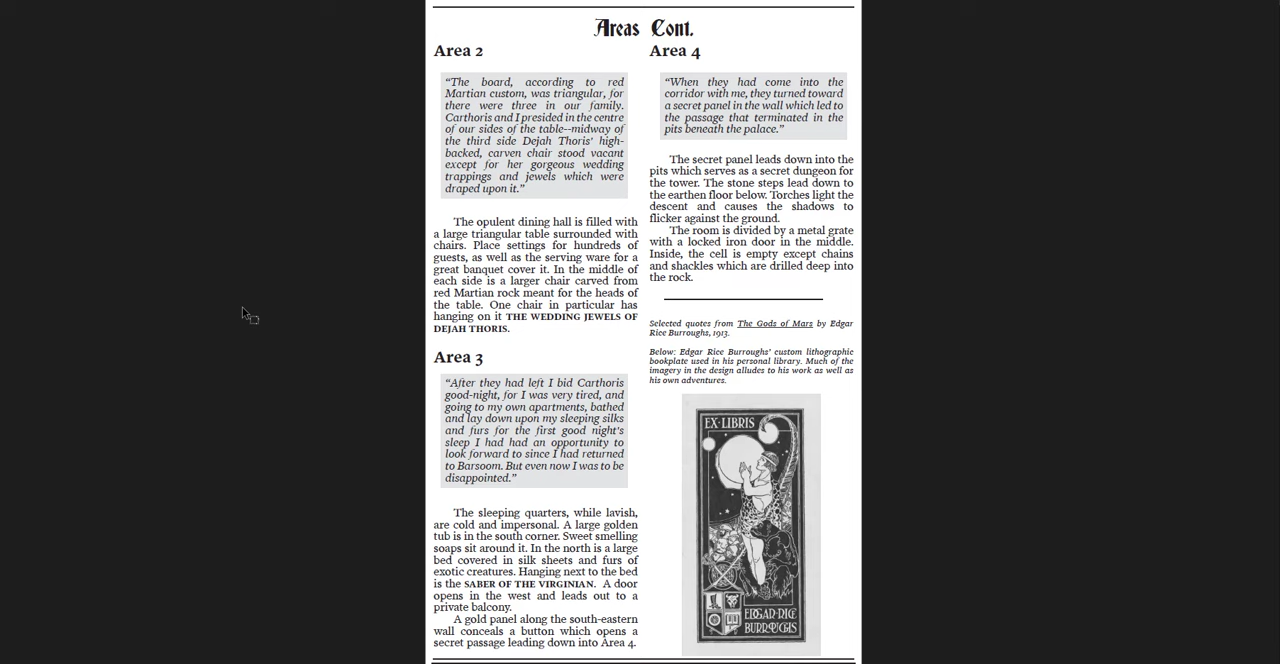 Areas Cont.
Area 2
“The board, according to red
Martian custom, was triangular, for
there were three in our family.
Carthoris and I presided in the centre
of our sides of the table--midway of
the third side Dejah Thoris’ high-
backed, carven chair stood vacant
except for her gorgeous wedding
trappings and jewels which were
draped upon it.”
The opulent dining hall is filled with
a large triangular table surrounded with
chairs. Place settings for hundreds of
guests, as well as the serving ware for a
great banquet cover it. In the middle of
each side is a larger chair carved from
red Martian rock meant for the heads of
the table. One chair in particular has
hanging on it THE WEDDING JEWELS OF
DEJAH THORIS.
Area 3
“After they had left I bid Carthoris
good-night, for I was very tired, and
going to my own apartments, bathed
and lay down upon my sleeping silks
and furs for the first good night’s
sleep I had had an opportunity to
look forward to since I had returned
to Barsoom. But even now I was to be
disappointed.”
The sleeping quarters, while lavish,
are cold and impersonal. A large golden
tub is in the south corner. Sweet smelling
soaps sit around it. In the north is a large
bed covered in silk sheets and furs of
exotic creatures. Hanging next to the bed
is the SABER OF THE VIRGINIAN. A door
opens in the west and leads out to a
private balcony.
A gold panel along the south-eastern
wall conceals a button which opens a
secret passage leading down into Area 4.
Area 4
“When they had come into the
corridor with me, they turned toward
a secret panel in the wall which led to
the passage that terminated in the
pits beneath the palace.”
The secret panel leads down into the
pits which serves as a secret dungeon for
the tower. The stone steps lead down to
the earthen floor below. Torches light the
descent and causes the shadows to
flicker against the ground.
The room is divided by a metal grate
with a locked iron door in the middle.
Inside, the cell is empty except chains
and shackles which are drilled deep into
the rock.
Selected quotes from The Gods of Mars by Edgar
Rice Burroughs, 1913.
Below: Edgar Rice Burroughs’ custom lithographic
bookplate used in his personal library. Much of the
imagery in the design alludes to his work as well as
his own adventures.
EX·LIBRIS
EDGAR·RICE
BURROUGHS